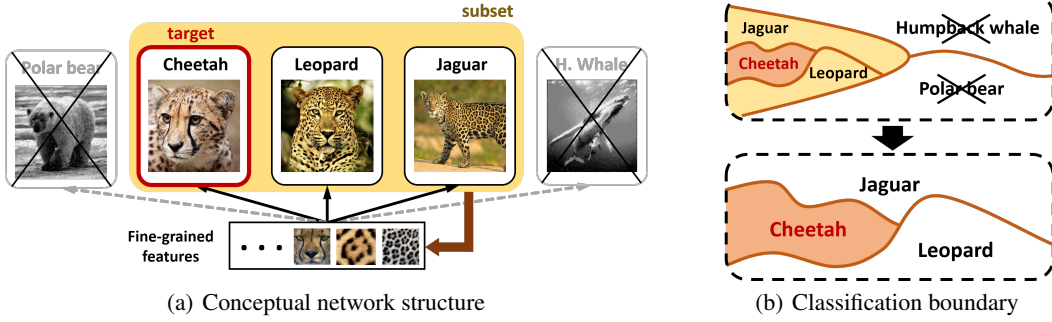 subset
target
Polar bear
Cheetah
Leopard
Jaguar
H. Whale
Fine-grained
features
(a) Conceptual network structure
Jaguar
Humpback whale
Cheetah
Leopard
Polar bear
Jaguar
Cheetah
Leopard
(b) Classification boundary